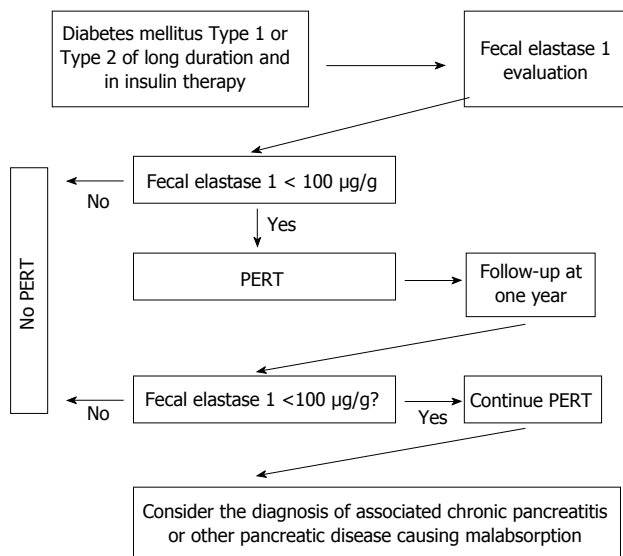 Diabetes mellitus Type 1 or
Type 2 of long duration and
in insulin therapy
Fecal elastase 1
evaluation
Fecal elastase 1 < 100 µg/g
No
Yes
No PERT
PERT
Follow-up at
one year
Fecal elastase 1 <100 µg/g?
No
Yes
Continue PERT
Consider the diagnosis of associated chronic pancreatitis
or other pancreatic disease causing malabsorption